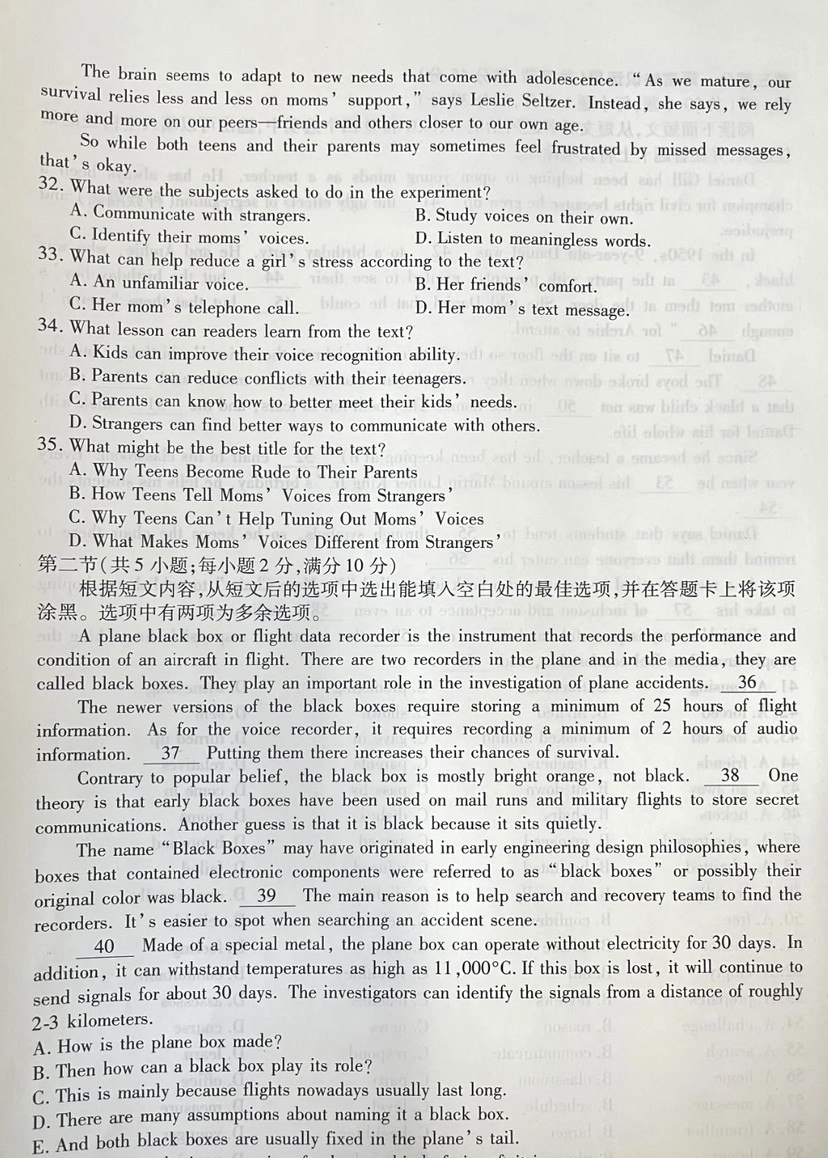 The brain seems to adapt to new needs that come with adolescence. “As we mature, our
survival relies less and less on moms’ support,” says Leslie Seltzer. Instead, she says, we rely
more and more on our peers—friends and others closer to our own age.
So while both teens and their parents may sometimes feel frustrated by missed messages,
that’s okay.
32. What were the subjects asked to do in the experiment?
A. Communicate with strangers. B. Study voices on their own.
C. Identify their moms’ voices. D. Listen to meaningless words.
33. What can help reduce a girl’s stress according to the text?
A. An unfamiliar voice. B. Her friends’ comfort.
C. Her mom’s telephone call. D. Her mom’s text message.
34. What lesson can readers learn from the text?
A. Kids can improve their voice recognition ability.
B. Parents can reduce conflicts with their teenagers.
C. Parents can know how to better meet their kids’ needs.
D. Strangers can find better ways to communicate with others.
35. What might be the best title for the text?
A. Why Teens Become Rude to Their Parents
B. How Teens Tell Moms’ Voices from Strangers’
C. Why Teens Can’t Help Tuning Out Moms’ Voices
D. What Makes Moms’ Voices Different from Strangers’
第二节(共5小题;每小题2分,满分10分)
根据短文内容,从短文后的选项中选出能填入空白处的最佳选项,并在答题卡上将该项
涂黑。选项中有两项为多余选项。
A plane black box or flight data recorder is the instrument that records the performance and
condition of an aircraft in flight. There are two recorders in the plane and in the media, they are
called black boxes. They play an important role in the investigation of plane accidents. 36
The newer versions of the black boxes require storing a minimum of 25 hours of flight
information. As for the voice recorder, it requires recording a minimum of 2 hours of audio
information. 37 Putting them there increases their chances of survival.
Contrary to popular belief, the black box is mostly bright orange, not black. 38 One
theory is that early black boxes have been used on mail runs and military flights to store secret
communications. Another guess is that it is black because it sits quietly.
The name “Black Boxes” may have originated in early engineering design philosophies, where
boxes that contained electronic components were referred to as “black boxes” or possibly their
original color was black. 39 The main reason is to help search and recovery teams to find the
recorders. It’s easier to spot when searching an accident scene.
40 Made of a special metal, the plane box can operate without electricity for 30 days. In
addition, it can withstand temperatures as high as 11,000°C. If this box is lost, it will continue to
send signals for about 30 days. The investigators can identify the signals from a distance of roughly
2-3 kilometers.
A. How is the plane box made?
B. Then how can a black box play its role?
C. This is mainly because flights nowadays usually last long.
D. There are many assumptions about naming it a black box.
E. And both black boxes are usually fixed in the plane’s tail.